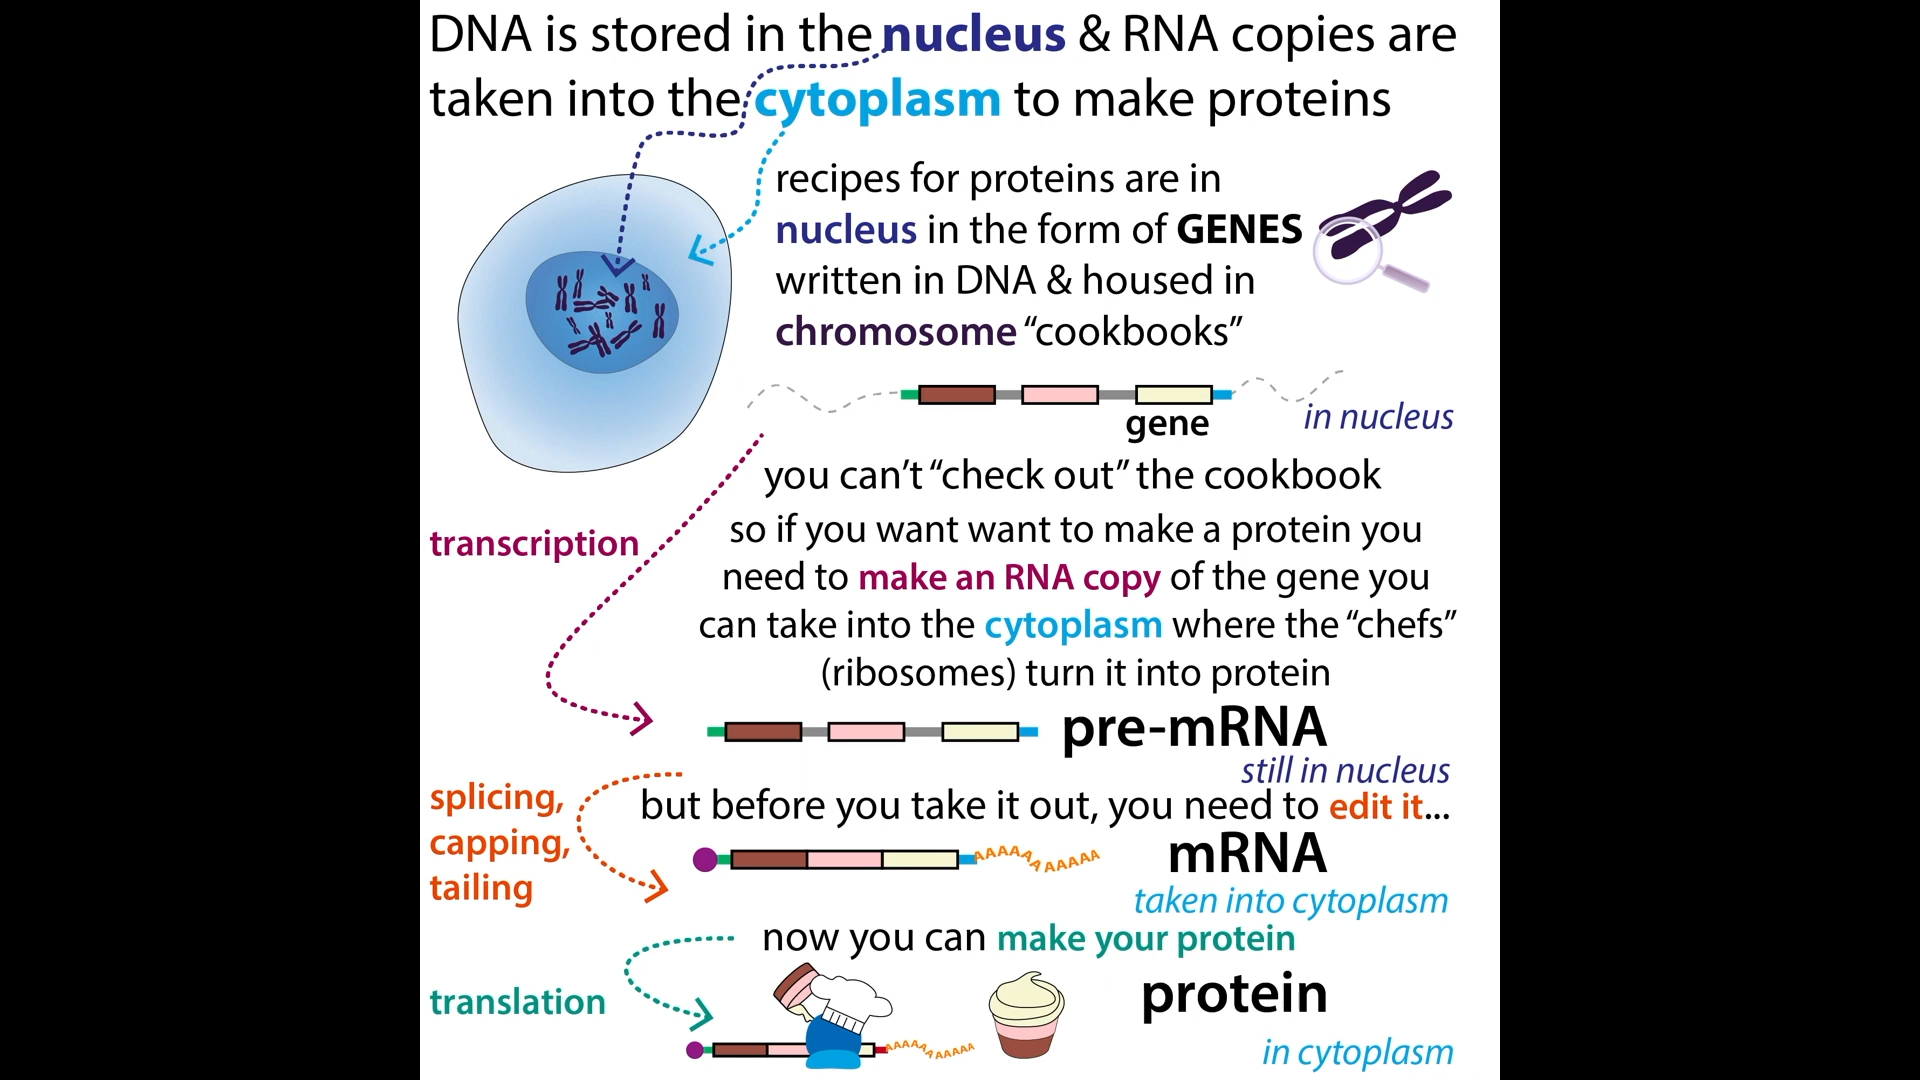 DNA is stored in the nucleus & RNA copies are
taken into the cytoplasm to make proteins
recipes for proteins are in
nucleus in the form of GENES
written in DNA & housed in
chromosome “cookbooks”
gene
in nucleus
you can’t “check out” the cookbook
transcription
so if you want want to make a protein you
need to make an RNA copy of the gene you
can take into the cytoplasm where the “chefs”
(ribosomes) turn it into protein
pre-mRNA
still in nucleus
splicing,
capping,
tailing
but before you take it out, you need to edit it...
AAAAAAAAAAA
mRNA
taken into cytoplasm
now you can make your protein
translation
AAAAAAAAAAA
protein
in cytoplasm